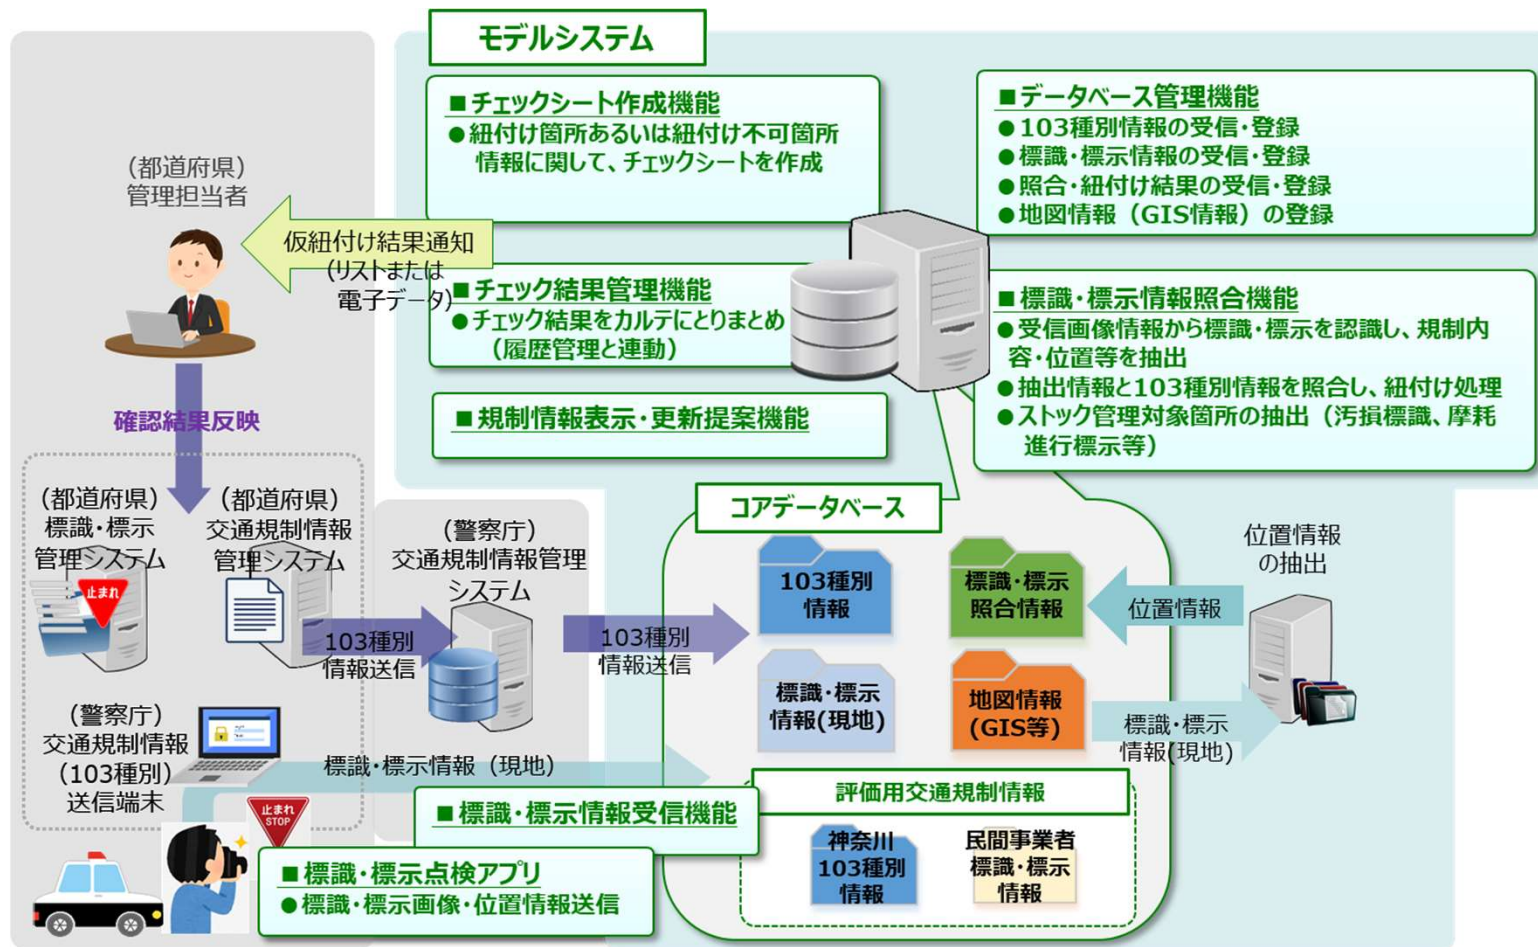 モデルシステム
■チェックシート作成機能
●紐付け箇所あるいは紐付け不可箇所
情報に関して、チェックシートを作成
■データベース管理機能
●103種別情報の受信・登録
●標識・標示情報の受信・登録
●照合・紐付け結果の受信・登録
●地図情報（GIS情報）の登録
（都道府県）
管理担当者
仮紐付け結果通知
（リストまたは
電子データ）
■チェック結果管理機能
●チェック結果をカルテにとりまとめ
（履歴管理と連動）
■標識・標示情報照合機能
●受信画像情報から標識・標示を認識し、規制内
容・位置等を抽出
●抽出情報と103種別情報を照合し、紐付け処理
●ストック管理対象箇所の抽出（汚損標識、摩耗
進行標示等）
■規制情報表示・更新提案機能
確認結果反映
（都道府県）
標識・標示
管理システム
止まれ
（都道府県）
交通規制情報
管理システム
（警察庁）
交通規制情報管理
システム
103種別
情報送信
103種別
情報送信
コアデータベース
103種別
情報
標識・標示
照合情報
標識・標示
情報(現地)
地図情報
(GIS等)
位置情報
の抽出
位置情報
標識・標示
情報(現地)
（警察庁）
交通規制情報
（103種別）
送信端末
標識・標示情報（現地）
評価用交通規制情報
神奈川
103種別
情報
民間事業者
標識・標示
情報
■標識・標示情報受信機能
止まれ
STOP
■標識・標示点検アプリ
●標識・標示画像・位置情報送信